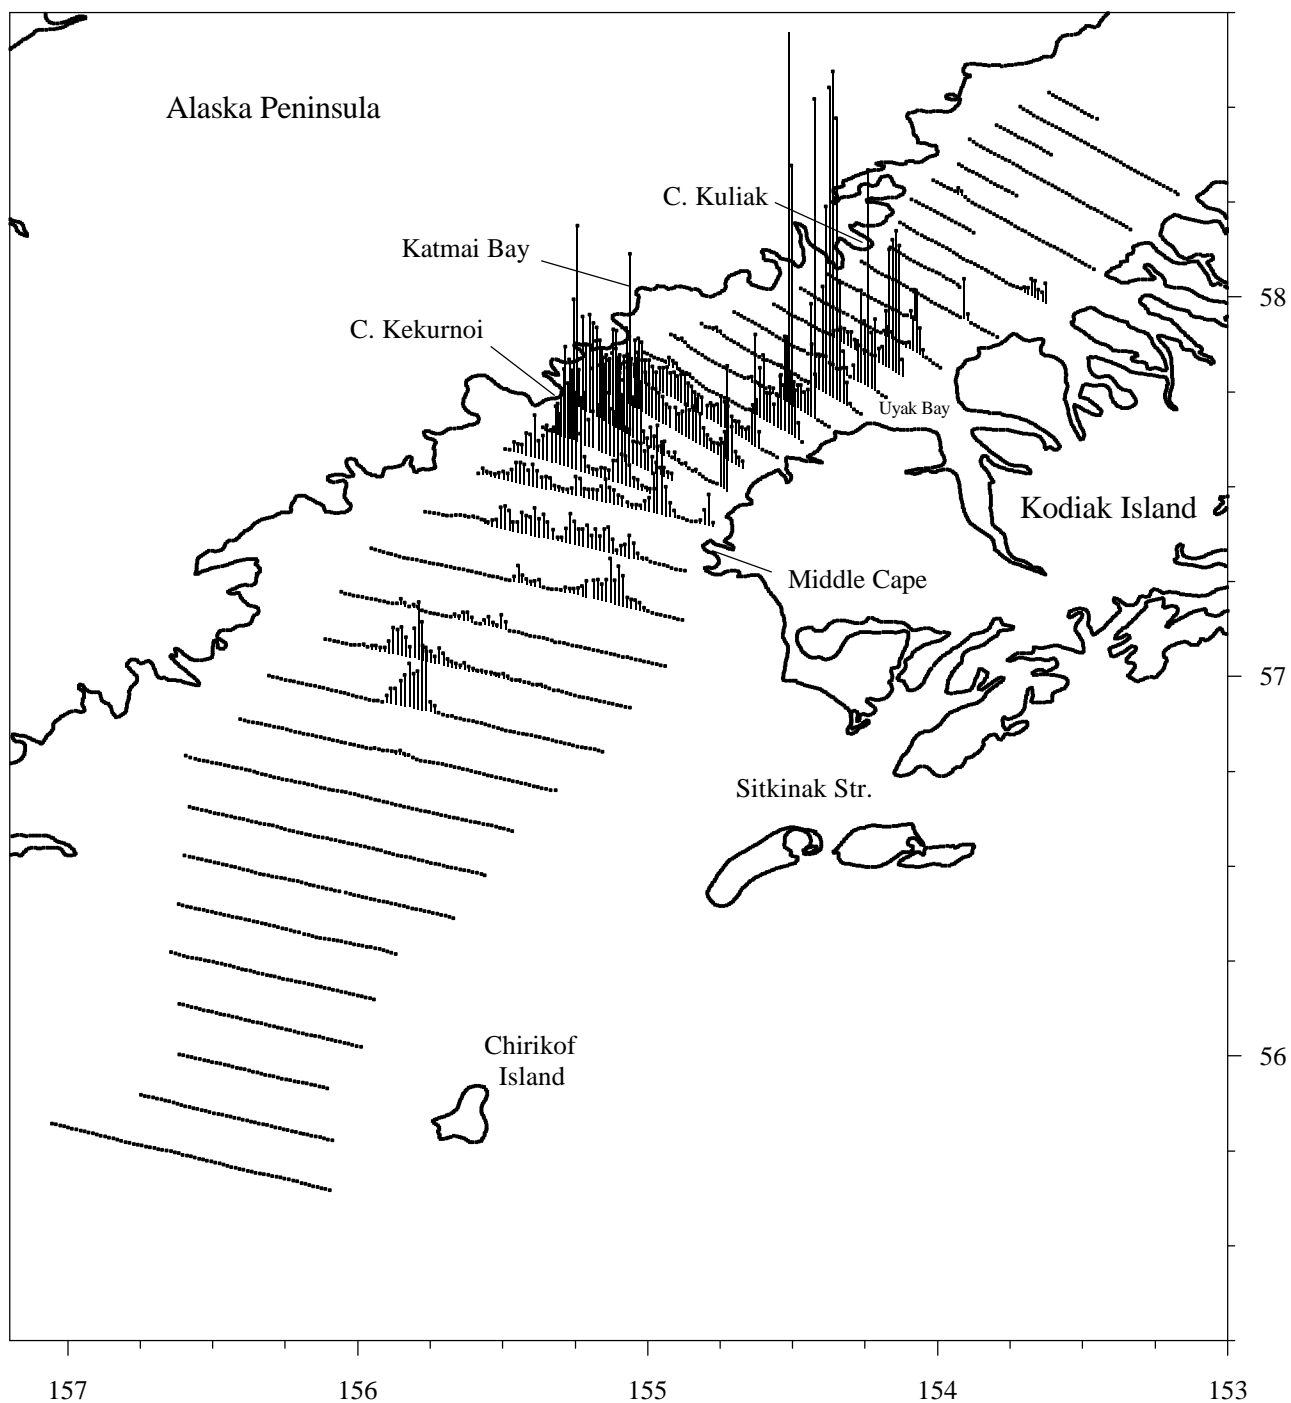 Alaska Peninsula
C. Kuliak
Katmai Bay
58
C. Kekurnoi
Uyak Bay
Kodiak Island
Middle Cape
57
Sitkinak Str.
Chirikof
Island
56
157 156 155 154 153